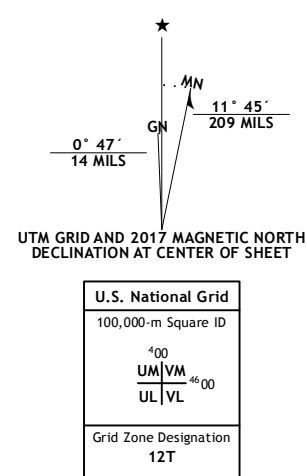 ★
MN
11° 45´
209 MILS
GN
0° 47´
14 MILS
UTM GRID AND 2017 MAGNETIC NORTH
DECLINATION AT CENTER OF SHEET
U.S. National Grid
100,000-m Square ID
⁴00
UM VM
⁴⁶00
UL VL
Grid Zone Designation
12T